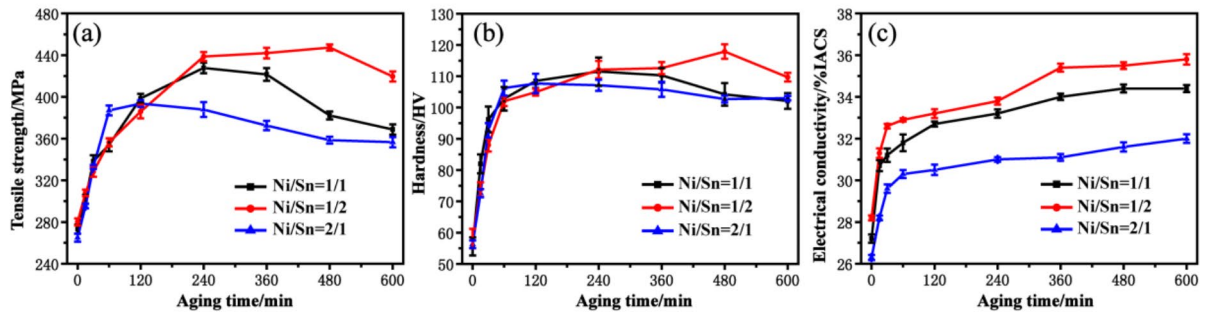 (a)
Tensile strength/MPa
480
440
400
360
320
280
240
Ni/Sn=1/1
Ni/Sn=1/2
Ni/Sn=2/1
0 120 240 360 480 600
Aging time/min
(b)
Hardness/HV
130
120
110
100
90
80
70
60
50
Ni/Sn=1/1
Ni/Sn=1/2
Ni/Sn=2/1
0 120 240 360 480 600
Aging time/min
(c)
Electrical conductivity/%IACS
38
36
34
32
30
28
26
Ni/Sn=1/1
Ni/Sn=1/2
Ni/Sn=2/1
0 120 240 360 480 600
Aging time/min